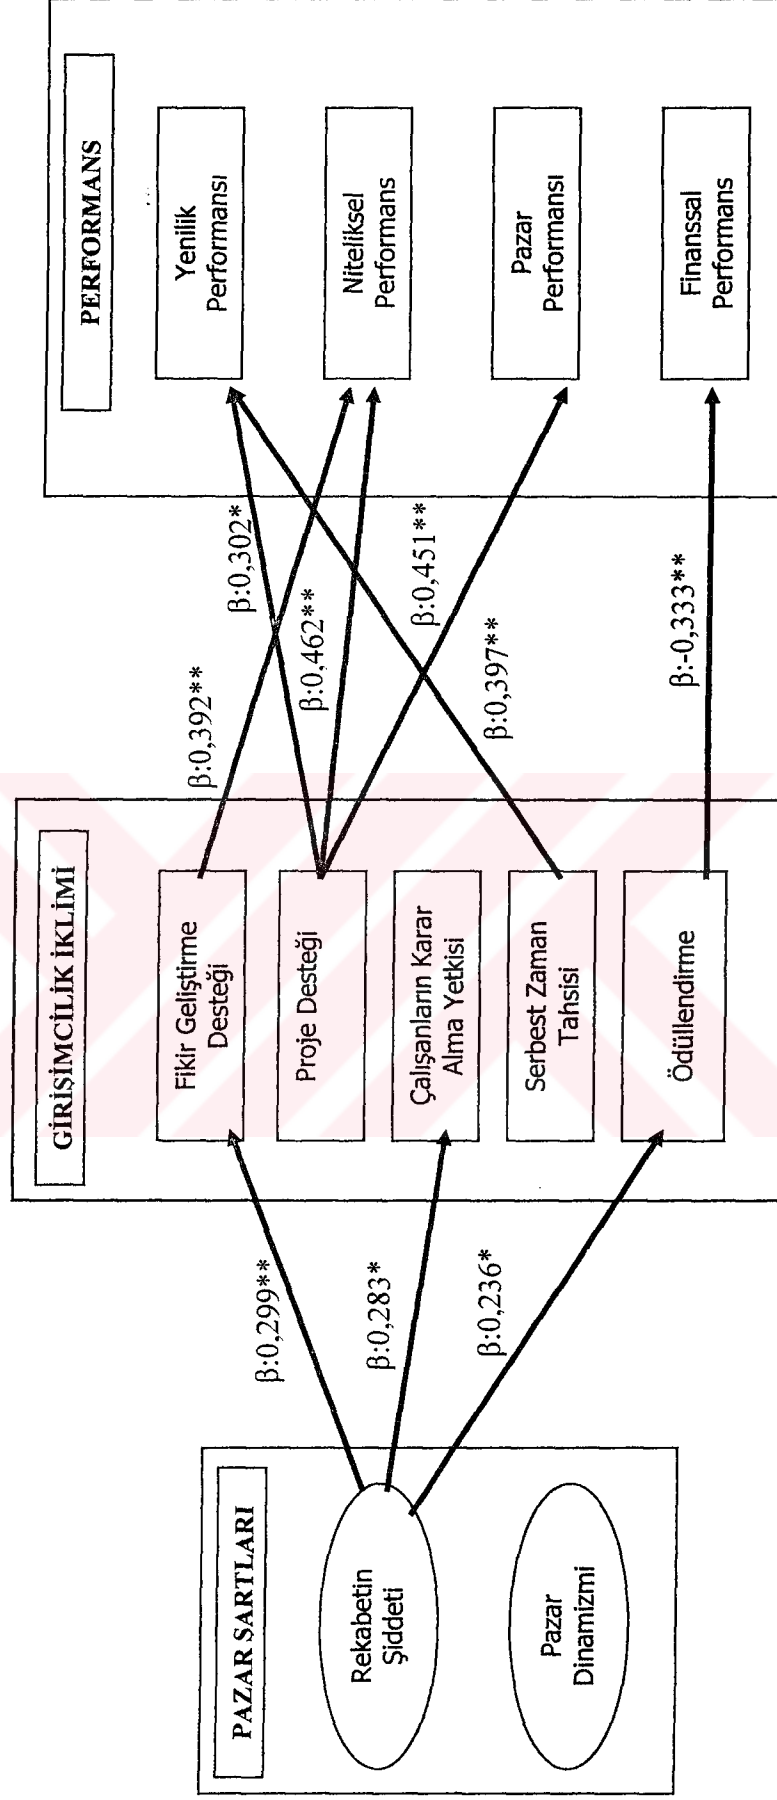 PAZAR ŞARTLARI
Rekabetin
Şiddeti
Pazar
Dinamizmi
β:0,299**
β:0,283*
β:0,236*
GİRİŞİMCİLİK İKLİMİ
Fikir Geliştirme
Desteği
Proje Desteği
Çalışanların Karar
Alma Yetkisi
Serbest Zaman
Tahsisi
Ödüllendirme
β:0,392**
β:0,302*
β:0,462**
β:0,451**
β:0,397**
β:-0,333**
PERFORMANS
Yenilik
Performansı
Niteliksel
Performans
Pazar
Performansı
Finanssal
Performans